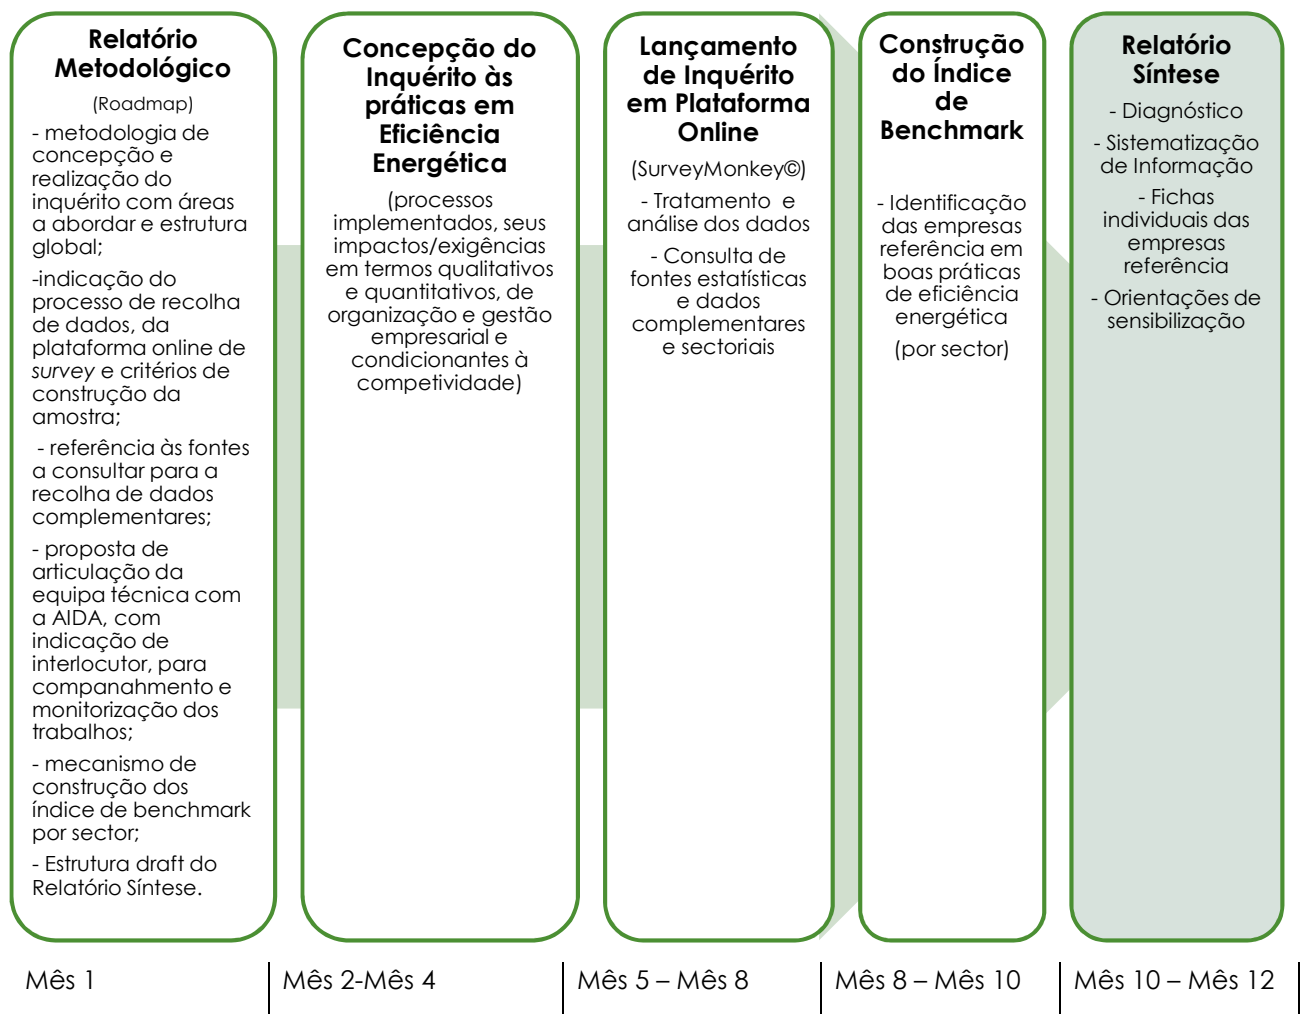 Relatório
Metodológico
(Roadmap)
- metodologia de
concepção e
realização do
inquérito com áreas
a abordar e estrutura
global;
-indicação do
processo de recolha
de dados, da
plataforma online de
survey e critérios de
construção da
amostra;
- referência às fontes
a consultar para a
recolha de dados
complementares;
- proposta de
articulação da
equipa técnica com
a AIDA, com
indicação de
interlocutor, para
companahmento e
monitorização dos
trabalhos;
- mecanismo de
construção dos
índice de benchmark
por sector;
- Estrutura draft do
Relatório Síntese.
Concepção do
Inquérito às
práticas em
Eficiência
Energética
(processos
implementados, seus
impactos/exigências
em termos qualitativos
e quantitativos, de
organização e gestão
empresarial e
condicionantes à
competividade)
Lançamento
de Inquérito
em Plataforma
Online
(SurveyMonkey©)
- Tratamento e
análise dos dados
- Consulta de
fontes estatísticas
e dados
complementares
e sectoriais
Construção
do Índice
de
Benchmark
- Identificação
das empresas
referência em
boas práticas
de eficiência
energética
(por sector)
Relatório
Síntese
- Diagnóstico
- Sistematização
de Informação
- Fichas
individuais das
empresas
referência
- Orientações de
sensibilização
Mês 1
Mês 2-Mês 4
Mês 5 – Mês 8
Mês 8 – Mês 10
Mês 10 – Mês 12